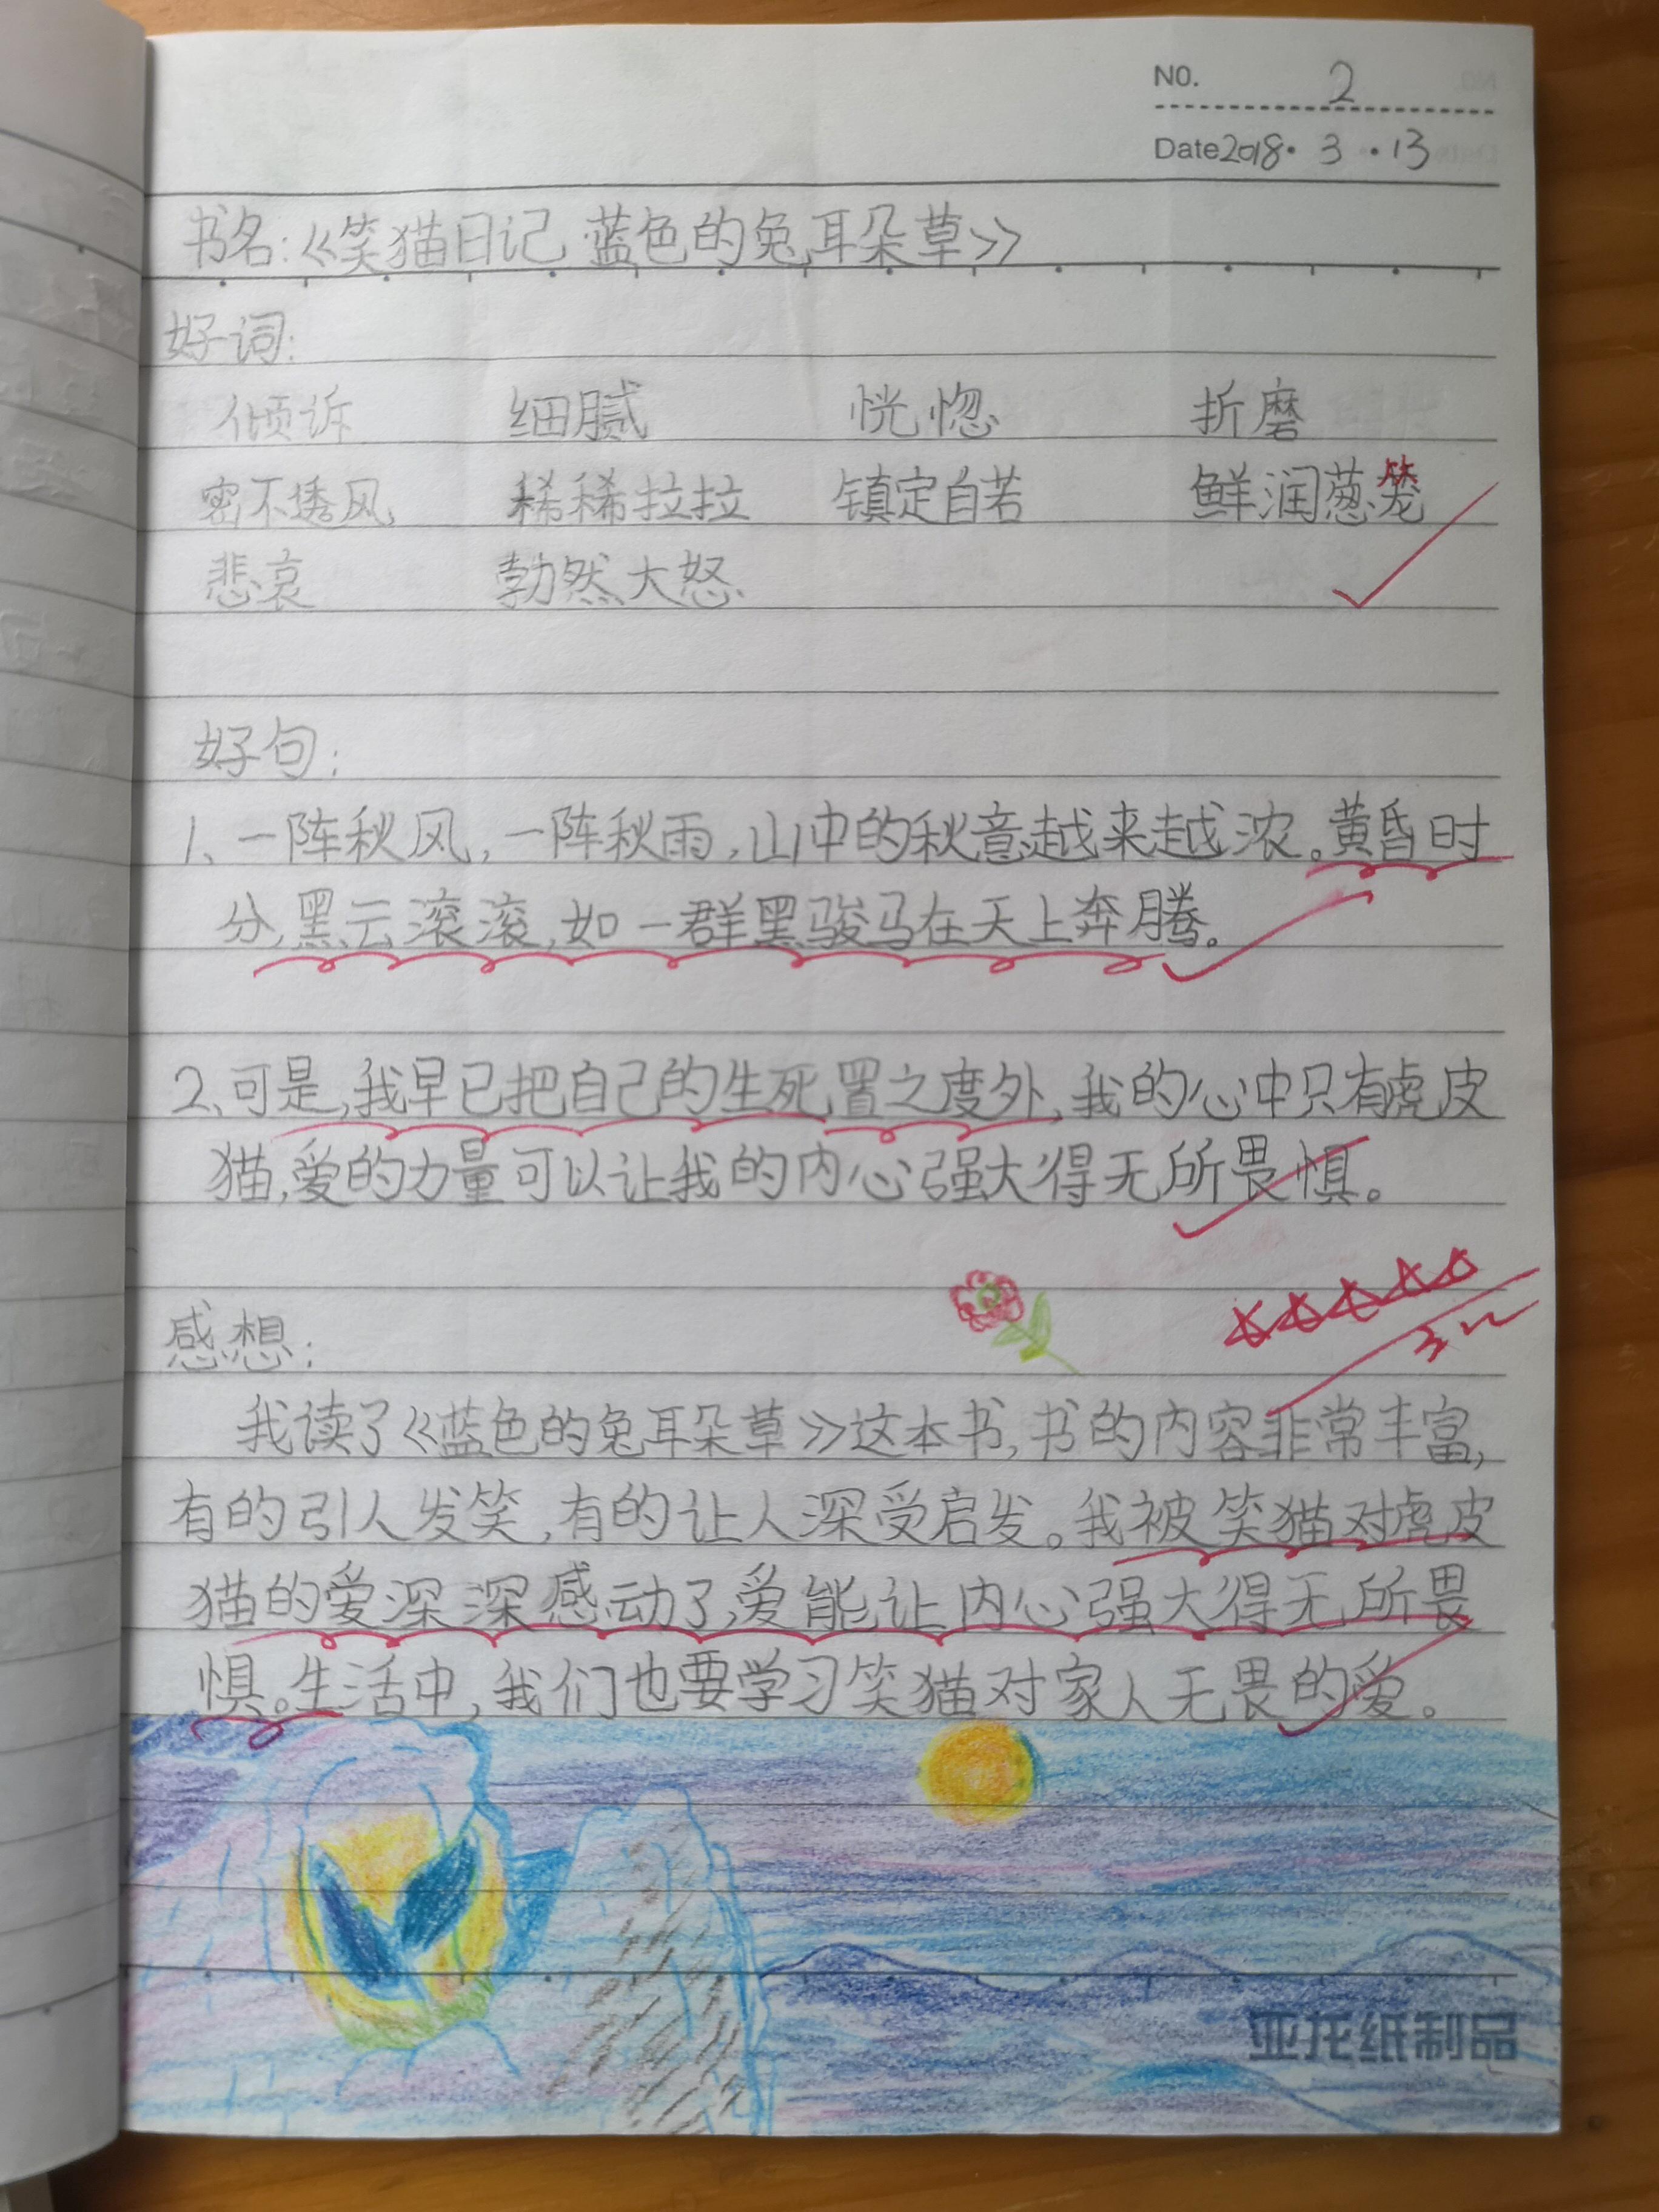 NO. 2
Date 2018·3·13
书名:《笑猫日记 蓝色的兔耳朵草》
好词:
倾诉 细腻 恍惚 折磨
密不透风 稀稀拉拉 镇定自若 鲜润葱笼
悲哀 勃然大怒
好句:
1、一阵秋风,一阵秋雨,山中的秋意越来越浓。黄昏时
分,黑云滚滚,如一群黑骏马在天上奔腾。
2、可是,我早已把自己的生死置之度外,我的心中只有虎皮
猫,爱的力量可以让我的内心强大得无所畏惧。
感想:
我读了《蓝色的兔耳朵草》这本书,书的内容非常丰富,
有的引人发笑,有的让人深受启发。我被笑猫对虎皮
猫的爱深深感动了,爱能让内心强大得无所畏
惧。生活中,我们也要学习笑猫对家人无畏的爱。
亚龙纸制品